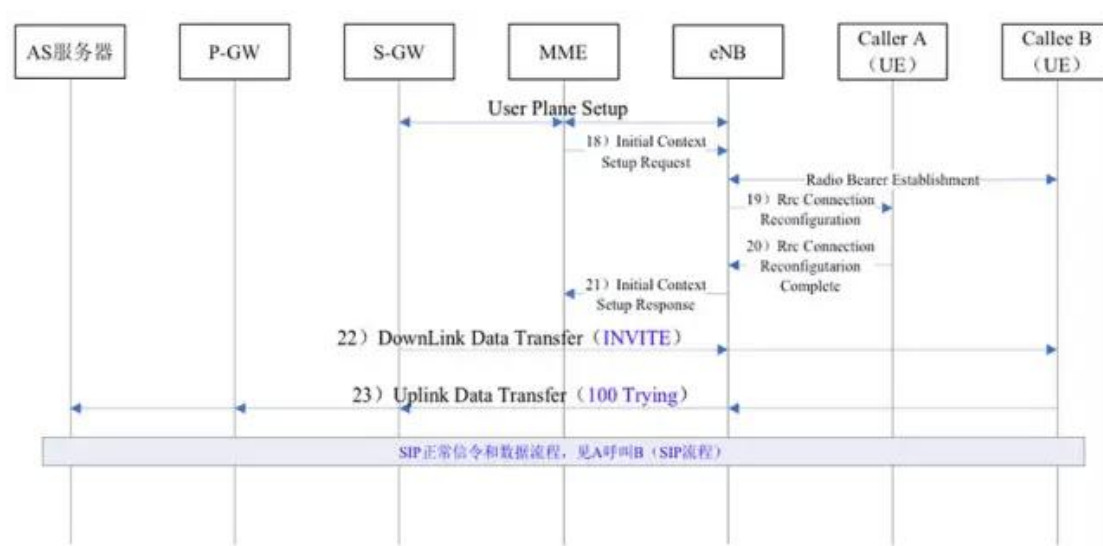 AS服务器
P-GW
S-GW
MME
eNB
Caller A
（UE）
Callee B
（UE）
User Plane Setup
18）Initial Context
Setup Request
Radio Bearer Establishment
19）Rrc Connection
Reconfiguration
20）Rrc Connection
Reconfigutarion
Complete
21）Initial Context
Setup Response
22）DownLink Data Transfer（INVITE）
23）Uplink Data Transfer（100 Trying）
SIP正常信令和数据流程，见A呼叫B（SIP流程）